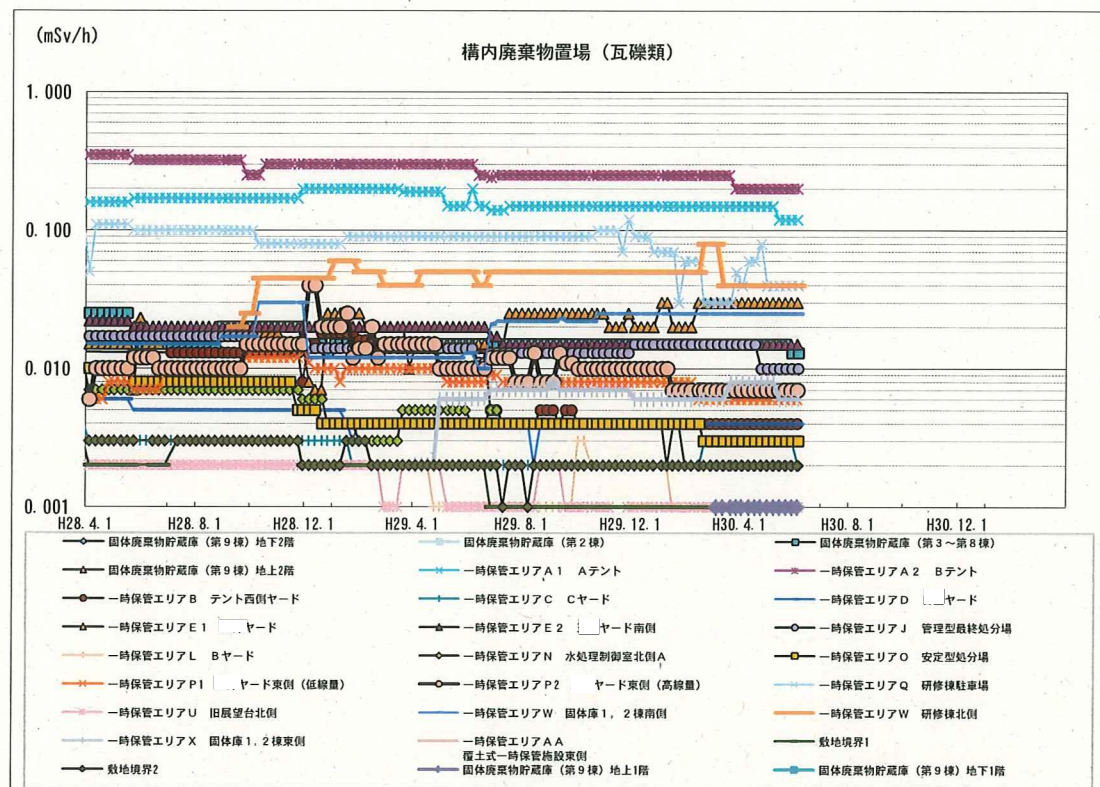 (mSv/h)
構内廃棄物置場（瓦礫類）
1.000
0.100
0.010
0.001
H28.4.1 H28.8.1 H28.12.1 H29.4.1 H29.8.1 H29.12.1 H30.4.1 H30.8.1 H30.12.1
固体廃棄物貯蔵庫（第9棟）地下2階 固体廃棄物貯蔵庫（第2棟） 固体廃棄物貯蔵庫（第3～第8棟）
固体廃棄物貯蔵庫（第9棟）地上2階 一時保管エリアA1 Aテント 一時保管エリアA2 Bテント
一時保管エリアB テント西側ヤード 一時保管エリアC Cヤード 一時保管エリアD ヤード
一時保管エリアE1 ヤード 一時保管エリアE2 ヤード南側 一時保管エリアJ 管理型最終処分場
一時保管エリアL Bヤード 一時保管エリアN 水処理制御室北側A 一時保管エリアO 安定型処分場
一時保管エリアP1 ヤード東側（低線量） 一時保管エリアP2 ヤード東側（高線量） 一時保管エリアQ 研修棟駐車場
一時保管エリアU 旧展望台北側 一時保管エリアW 固体庫1，2棟南側 一時保管エリアW 研修棟北側
一時保管エリアX 固体庫1，2棟東側 一時保管エリアAA 敷地境界1
覆土式一時保管施設東側
敷地境界2 固体廃棄物貯蔵庫（第9棟）地上1階 固体廃棄物貯蔵庫（第9棟）地下1階